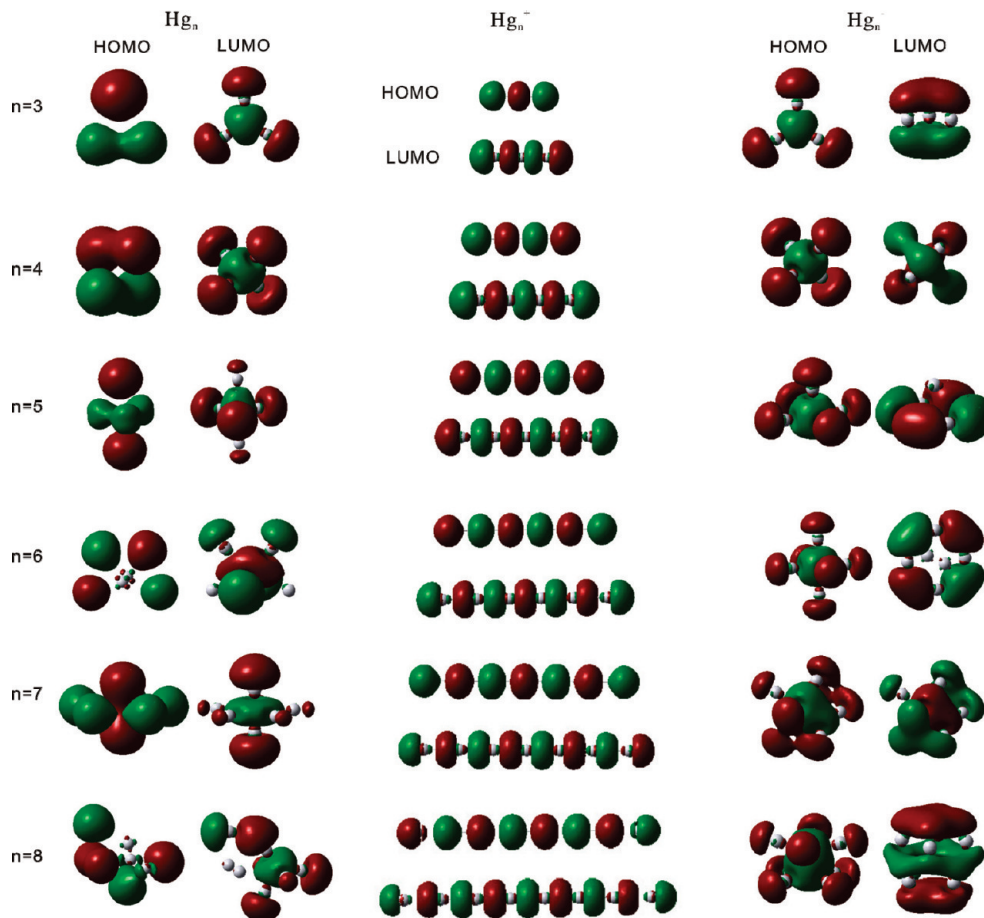 Hgₙ Hgₙ⁺ Hgₙ⁻
HOMO LUMO HOMO LUMO
HOMO
n=3
LUMO
n=4
n=5
n=6
n=7
n=8